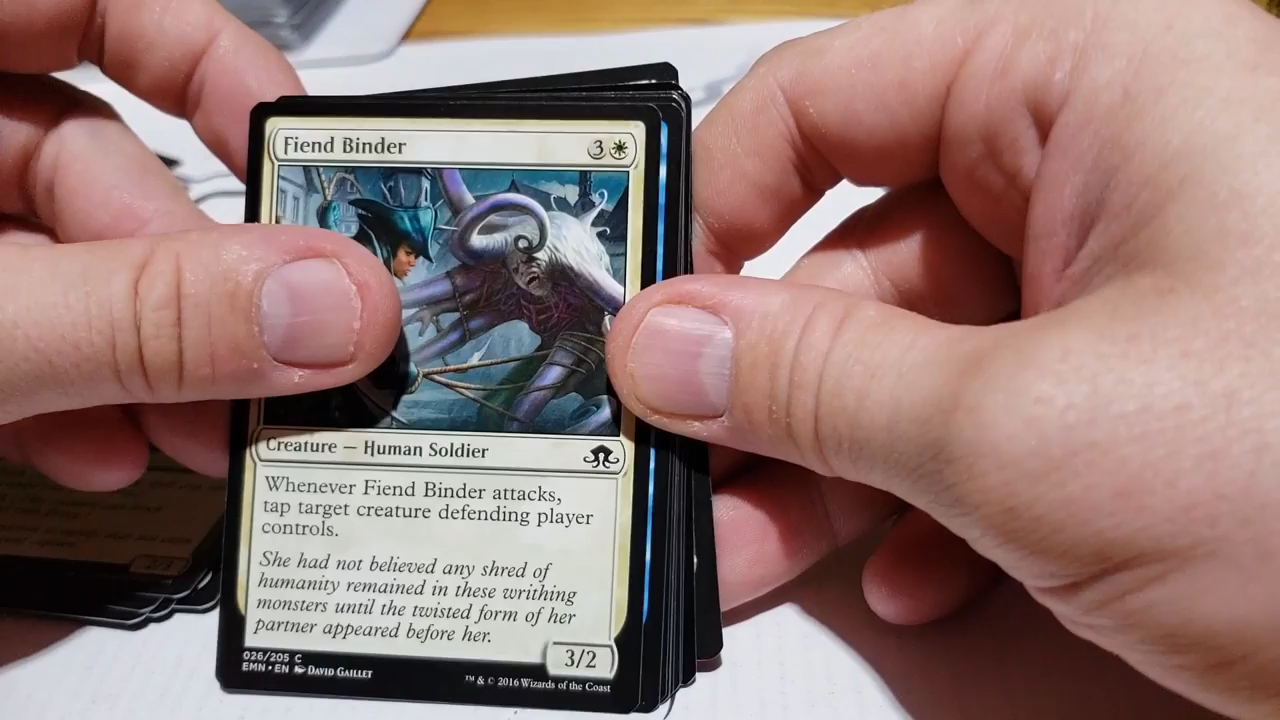 Fiend Binder 3
Creature — Human Soldier
Whenever Fiend Binder attacks,
tap target creature defending player
controls.
She had not believed any shred of
humanity remained in these writhing
monsters until the twisted form of her
partner appeared before her.
3/2
026/205 C
EMN • EN DAVID GAILLET
™ & © 2016 Wizards of the Coast
2/3